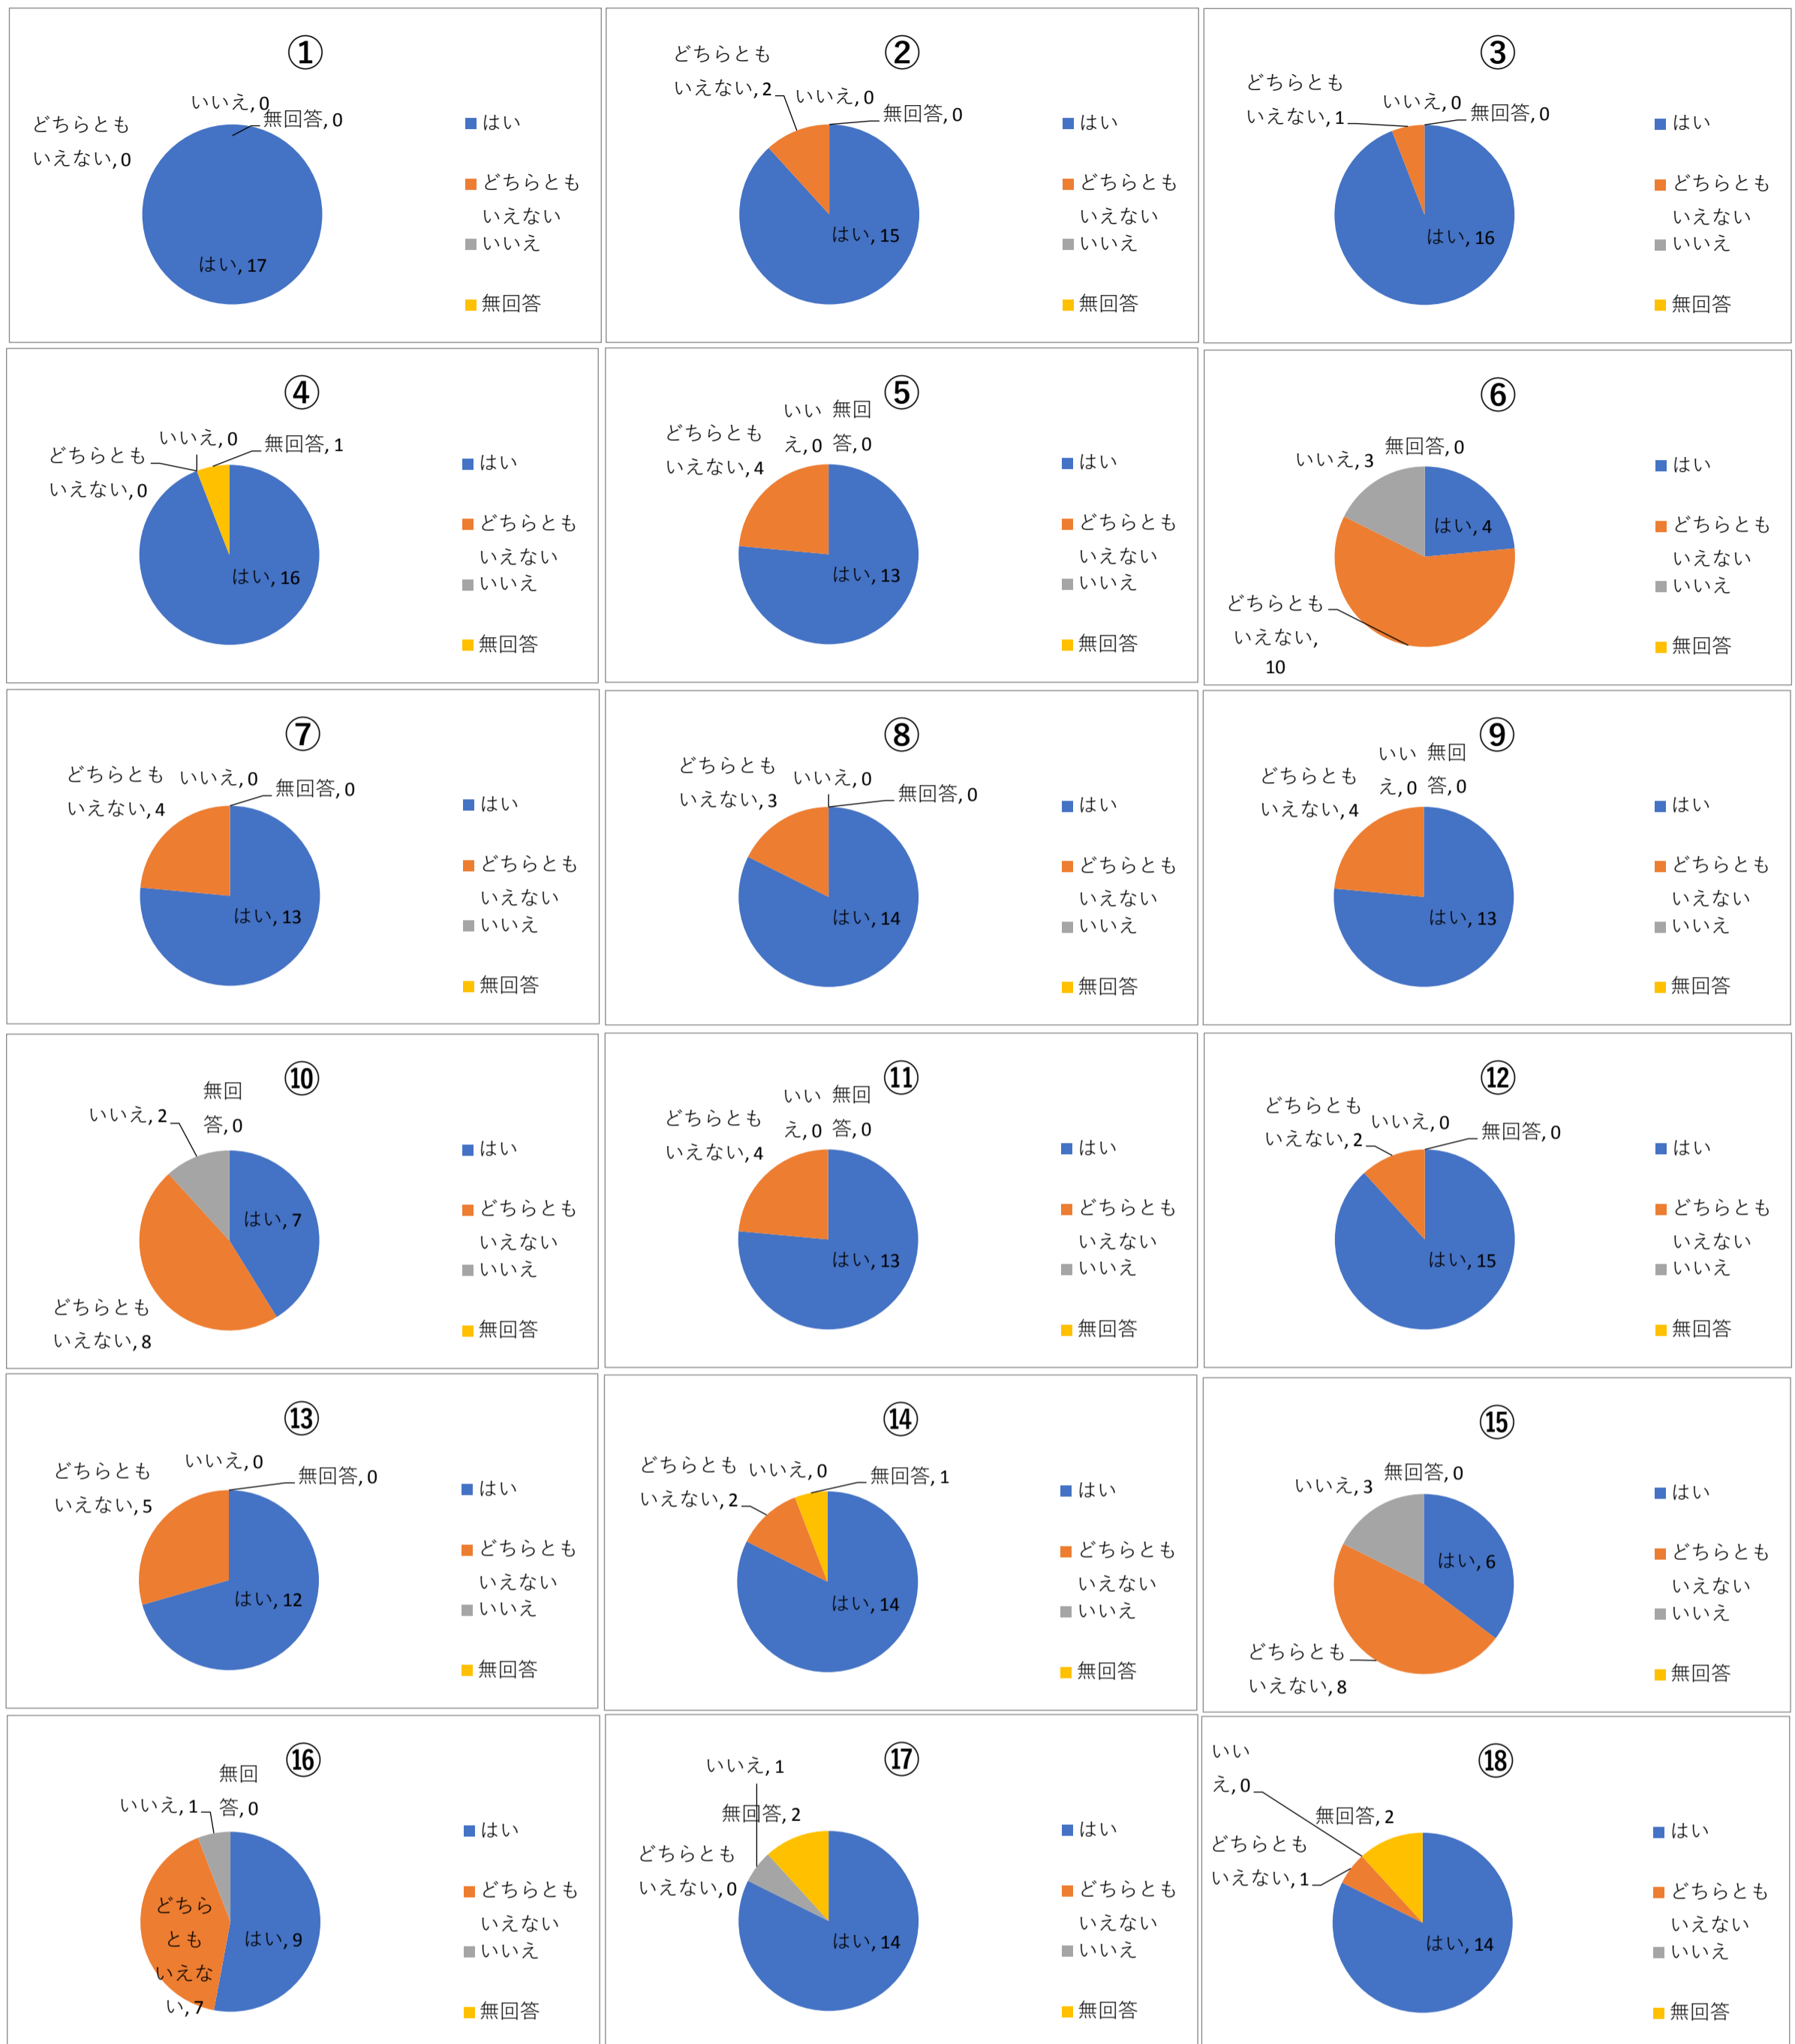 ①
いいえ, 0
無回答, 0
どちらとも
いえない, 0
はい, 17
はい
どちらとも
いえない
いいえ
無回答
②
どちらとも
いえない, 2
いいえ, 0
無回答, 0
はい, 15
はい
どちらとも
いえない
いいえ
無回答
③
どちらとも
いえない, 1
いいえ, 0
無回答, 0
はい, 16
はい
どちらとも
いえない
いいえ
無回答
④
いいえ, 0
無回答, 1
どちらとも
いえない, 0
はい, 16
はい
どちらとも
いえない
いいえ
無回答
⑤
いい
え, 0
無回
答, 0
どちらとも
いえない, 4
はい, 13
はい
どちらとも
いえない
いいえ
無回答
⑥
無回答, 0
いいえ, 3
はい, 4
どちらとも
いえない,
10
はい
どちらとも
いえない
いいえ
無回答
⑦
どちらとも
いえない, 4
いいえ, 0
無回答, 0
はい, 13
はい
どちらとも
いえない
いいえ
無回答
⑧
どちらとも
いえない, 3
いいえ, 0
無回答, 0
はい, 14
はい
どちらとも
いえない
いいえ
無回答
⑨
いい
え, 0
無回
答, 0
どちらとも
いえない, 4
はい, 13
はい
どちらとも
いえない
いいえ
無回答
⑩
無回
答, 0
いいえ, 2
はい, 7
どちらとも
いえない, 8
はい
どちらとも
いえない
いいえ
無回答
⑪
いい
え, 0
無回
答, 0
どちらとも
いえない, 4
はい, 13
はい
どちらとも
いえない
いいえ
無回答
⑫
どちらとも
いえない, 2
いいえ, 0
無回答, 0
はい, 15
はい
どちらとも
いえない
いいえ
無回答
⑬
どちらとも
いえない, 5
いいえ, 0
無回答, 0
はい, 12
はい
どちらとも
いえない
いいえ
無回答
⑭
どちらとも
いえない, 2
いいえ, 0
無回答, 1
はい, 14
はい
どちらとも
いえない
いいえ
無回答
⑮
無回答, 0
いいえ, 3
はい, 6
どちらとも
いえない, 8
はい
どちらとも
いえない
いいえ
無回答
⑯
無回
答, 0
いいえ, 1
どちら
とも
いえな
い, 7
はい, 9
はい
どちらとも
いえない
いいえ
無回答
⑰
いいえ, 1
無回答, 2
どちらとも
いえない, 0
はい, 14
はい
どちらとも
いえない
いいえ
無回答
⑱
いい
え, 0
無回答, 2
どちらとも
いえない, 1
はい, 14
はい
どちらとも
いえない
いいえ
無回答